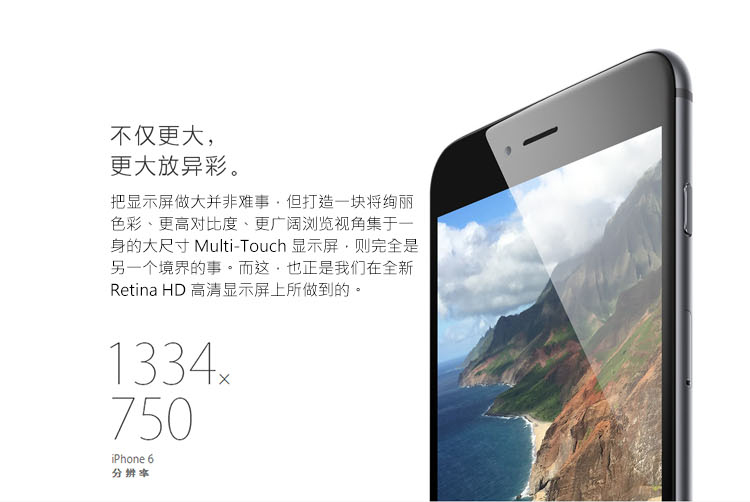 不仅更大，
更大放异彩。
把显示屏做大并非难事，但打造一块将绚丽
色彩、更高对比度、更广阔浏览视角集于一
身的大尺寸 Multi-Touch 显示屏，则完全是
另一个境界的事。而这，也正是我们在全新
Retina HD 高清显示屏上所做到的。
1334×
750
iPhone 6
分辨率